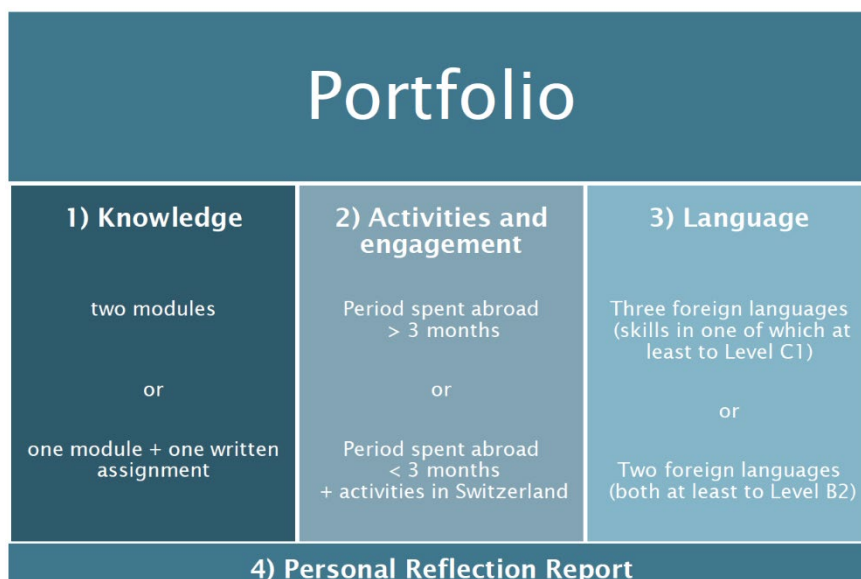 Portfolio
1) Knowledge
two modules
or
one module + one written
assignment
2) Activities and
engagement
Period spent abroad
> 3 months
or
Period spent abroad
< 3 months
+ activities in Switzerland
3) Language
Three foreign languages
(skills in one of which at
least to Level C1)
or
Two foreign languages
(both at least to Level B2)
4) Personal Reflection Report